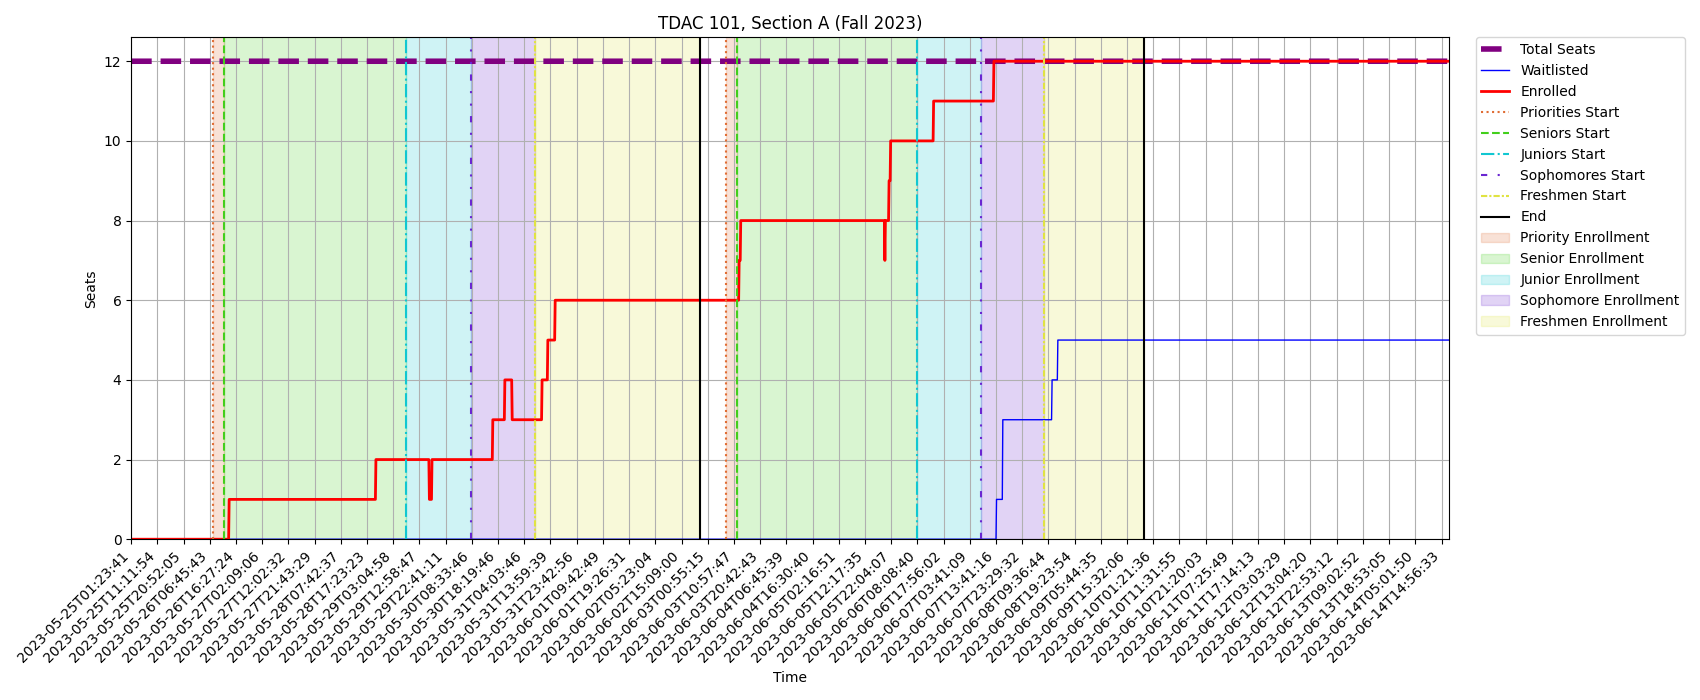 TDAC 101, Section A (Fall 2023)
Seats
12
10
8
6
4
2
0
2023-05-25T01:23:41
2023-05-25T11:11:54
2023-05-25T20:52:05
2023-05-26T06:45:43
2023-05-26T16:27:24
2023-05-27T02:09:06
2023-05-27T12:02:32
2023-05-27T21:43:29
2023-05-28T07:42:37
2023-05-28T17:23:23
2023-05-29T03:04:58
2023-05-29T12:58:47
2023-05-29T22:41:11
2023-05-30T08:33:46
2023-05-30T18:19:46
2023-05-31T04:03:46
2023-05-31T13:59:39
2023-05-31T23:42:56
2023-06-01T09:42:49
2023-06-01T19:26:31
2023-06-02T05:23:04
2023-06-02T15:09:00
2023-06-03T00:55:15
2023-06-03T10:57:47
2023-06-03T20:42:43
2023-06-04T06:45:39
2023-06-04T16:30:40
2023-06-05T02:16:51
2023-06-05T12:17:35
2023-06-05T22:04:07
2023-06-06T08:08:40
2023-06-06T17:56:02
2023-06-07T03:41:09
2023-06-07T13:41:16
2023-06-07T23:29:32
2023-06-08T09:36:44
2023-06-08T19:23:54
2023-06-09T05:44:35
2023-06-09T15:32:06
2023-06-10T01:21:36
2023-06-10T11:31:55
2023-06-10T21:20:03
2023-06-11T07:25:49
2023-06-11T17:14:13
2023-06-12T03:03:29
2023-06-12T13:04:20
2023-06-12T22:53:12
2023-06-13T09:02:52
2023-06-13T18:53:05
2023-06-14T05:01:50
2023-06-14T14:56:33
Time
Total Seats
Waitlisted
Enrolled
Priorities Start
Seniors Start
Juniors Start
Sophomores Start
Freshmen Start
End
Priority Enrollment
Senior Enrollment
Junior Enrollment
Sophomore Enrollment
Freshmen Enrollment